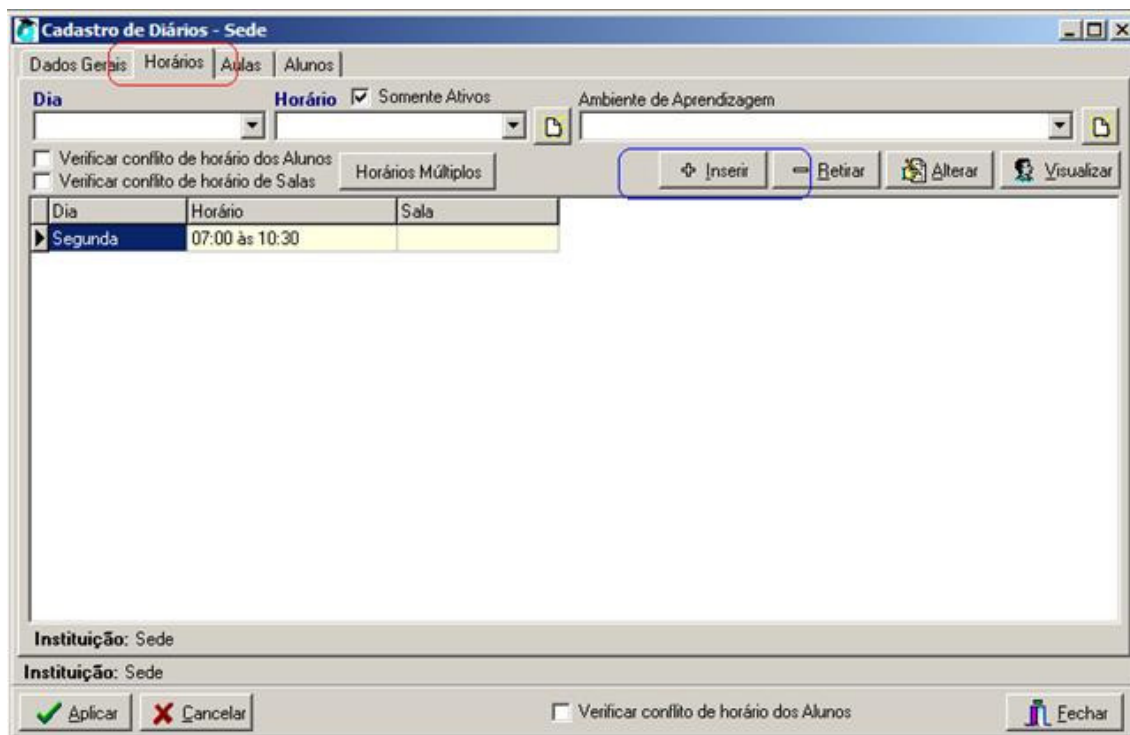 Cadastro de Diários - Sede
Dados Gerais Horários Aulas Alunos
Dia Horário Somente Ativos Ambiente de Aprendizagem
Verificar conflito de horário dos Alunos
Verificar conflito de horário de Salas
Horários Múltiplos Inserir Retirar Alterar Visualizar
Dia Horário Sala
Segunda 07:00 às 10:30
Instituição: Sede
Instituição: Sede
Aplicar Cancelar Verificar conflito de horário dos Alunos Fechar